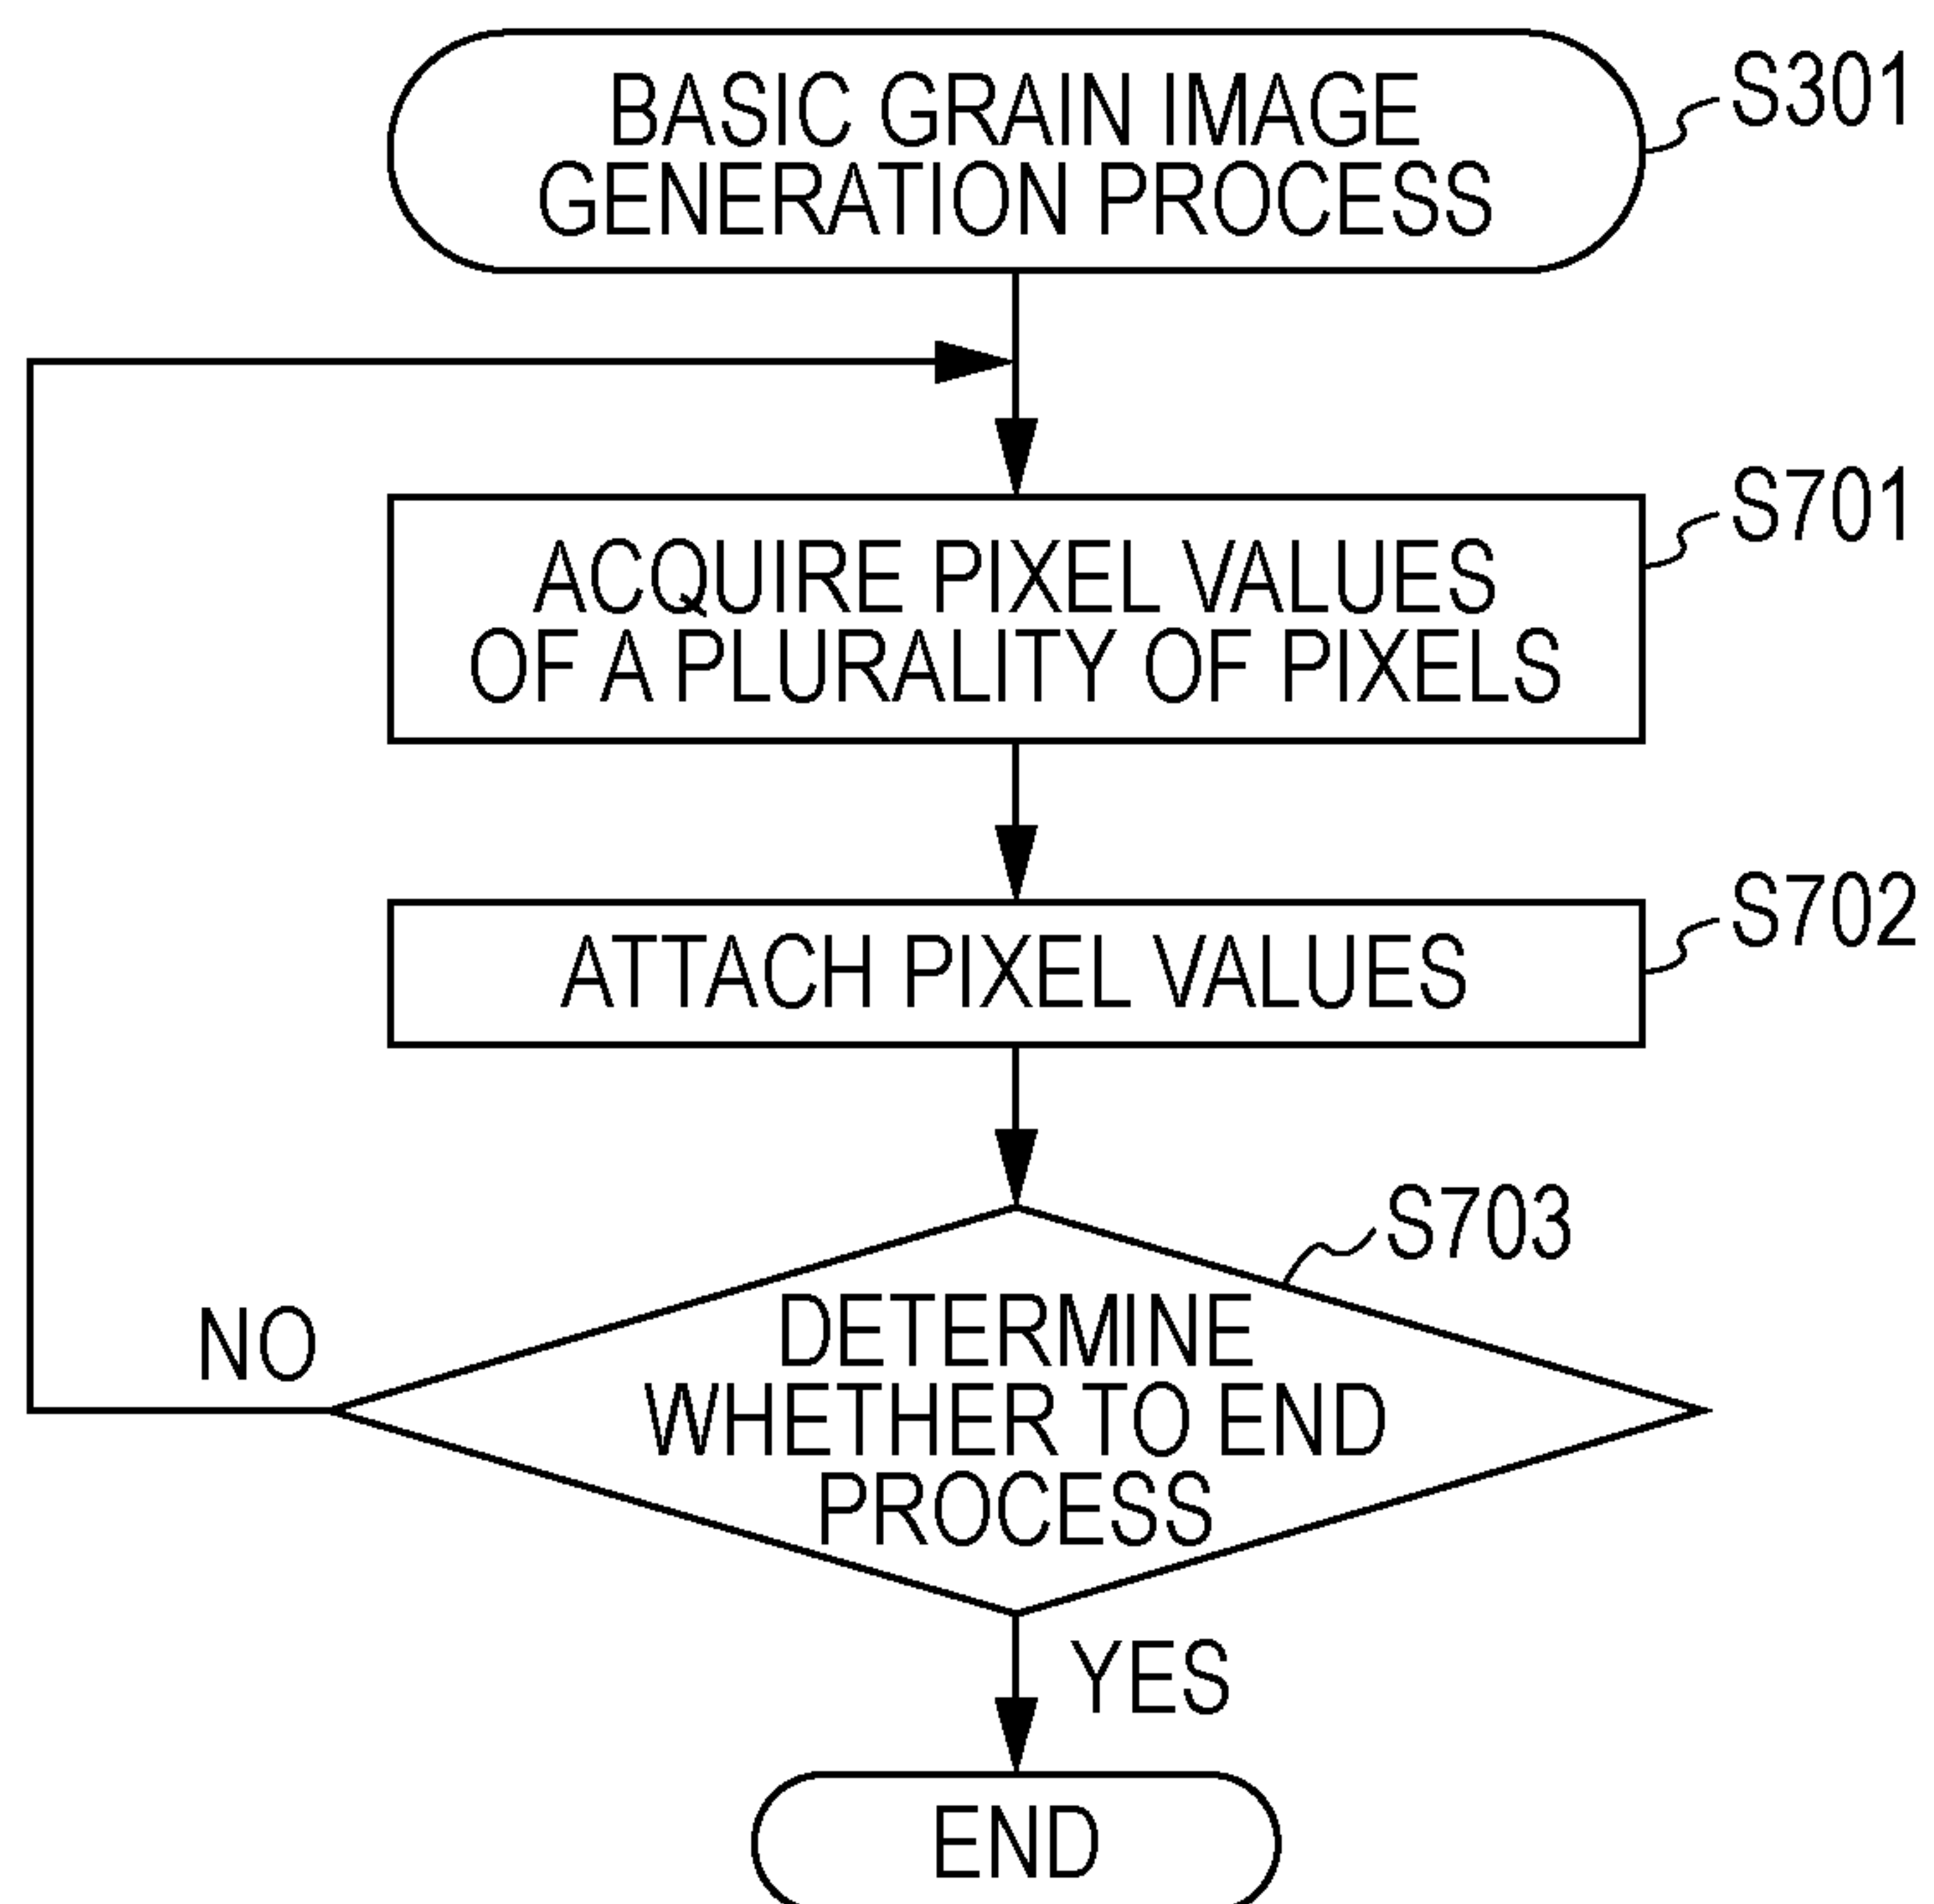 BASIC GRAIN IMAGE
GENERATION PROCESS
S301
ACQUIRE PIXEL VALUES
OF A PLURALITY OF PIXELS
S701
ATTACH PIXEL VALUES
S702
S703
DETERMINE
WHETHER TO END
PROCESS
NO
YES
END